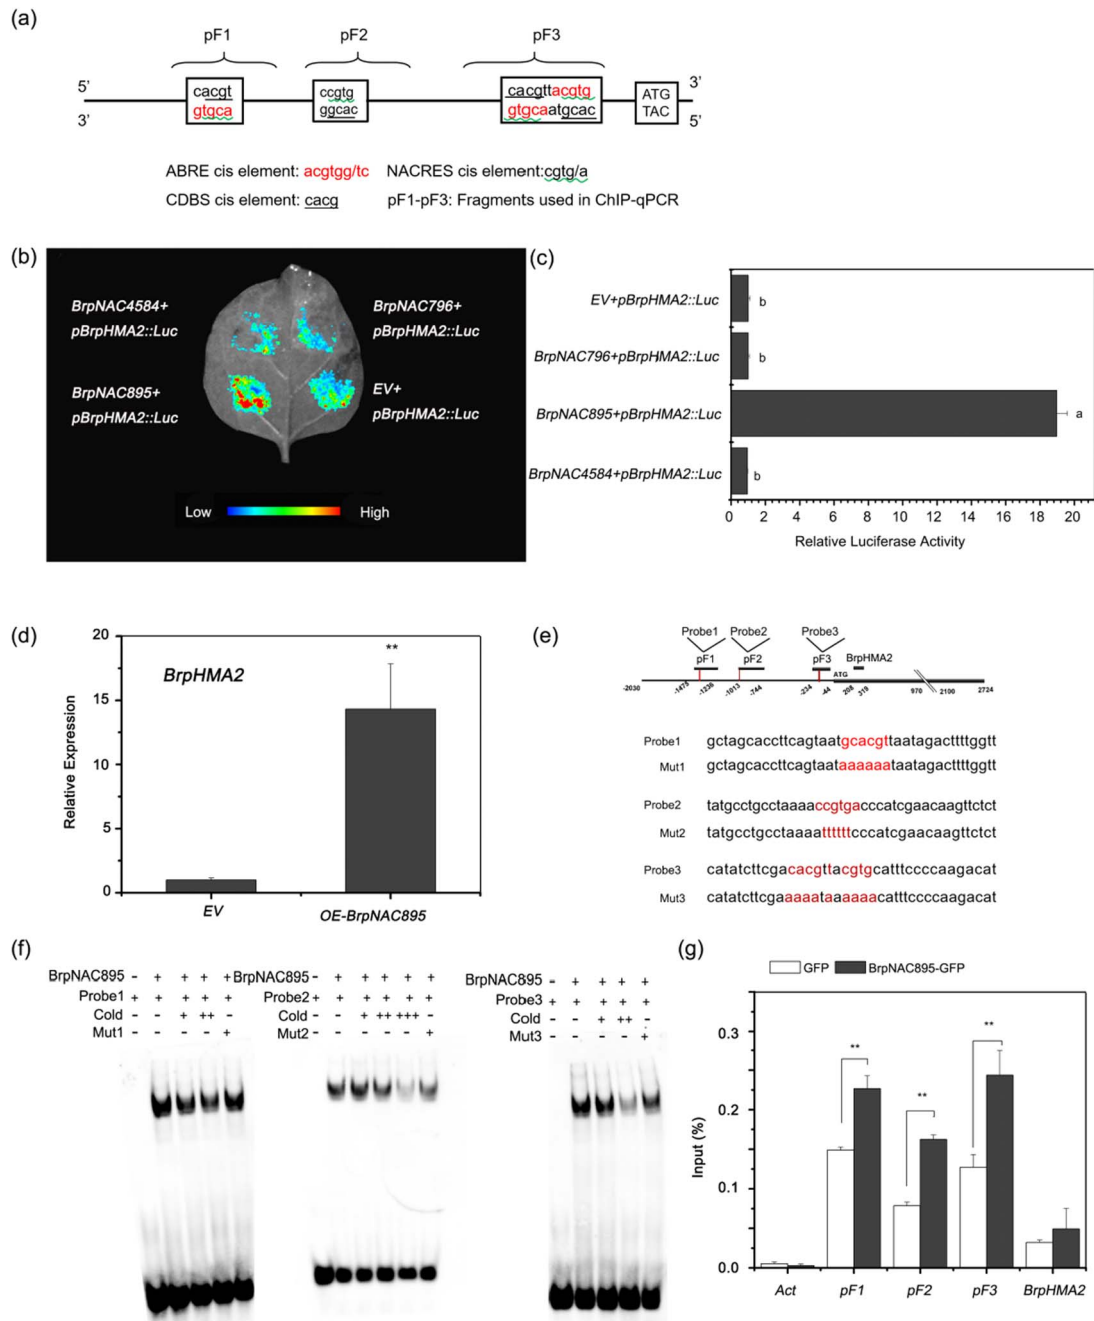 (a)
pF1 pF2 pF3
5’ cacgt ccgtg cacgttacgtg ATG 3’
3’ gtgca ggcac gtgcaatgcac TAC 5’
ABRE cis element: acgtgg/tc NACRES cis element:cgtg/a
CDBS cis element: cacg pF1-pF3: Fragments used in ChIP-qPCR
(b)
BrpNAC4584+
pBrpHMA2::Luc
BrpNAC796+
pBrpHMA2::Luc
BrpNAC895+
pBrpHMA2::Luc
EV+
pBrpHMA2::Luc
Low High
(c)
EV+pBrpHMA2::Luc b
BrpNAC796+pBrpHMA2::Luc b
BrpNAC895+pBrpHMA2::Luc a
BrpNAC4584+pBrpHMA2::Luc b
0 2 4 6 8 10 12 14 16 18 20
Relative Luciferase Activity
(d)
BrpHMA2
**
20
15
10
5
0
Relative Expression
EV OE-BrpNAC895
(e)
Probe1 Probe2 Probe3
pF1 pF2 pF3 BrpHMA2
ATG
-2030 -1475 -1236 -1013 -744 -234 -44 208 319 970 2100 2724
Probe1 gctagcaccttcagtaatgcacgttaatagacttttggtt
Mut1 gctagcaccttcagtaataaaaaataatagacttttggtt
Probe2 tatgcctgcctaaaaccgtgacccatcgaacaagttctct
Mut2 tatgcctgcctaaaattttttcccatcgaacaagttctct
Probe3 catatcttcgacacgttacgtgcatttccccaagacat
Mut3 catatcttcgaaaaataaaaaacatttccccaagacat
(f)
BrpNAC895 - + + + +
Probe1 + + + + +
Cold - - + ++ -
Mut1 - - - - +
BrpNAC895 - + + + + +
Probe2 + + + + + +
Cold - - + ++ +++ -
Mut2 - - - - - +
BrpNAC895 - + + + +
Probe3 + + + + +
Cold - - + ++ -
Mut3 - - - - +
(g)
GFP BrpNAC895-GFP
0.3
0.2
0.1
0.0
Input (%)
** ** **
Act pF1 pF2 pF3 BrpHMA2